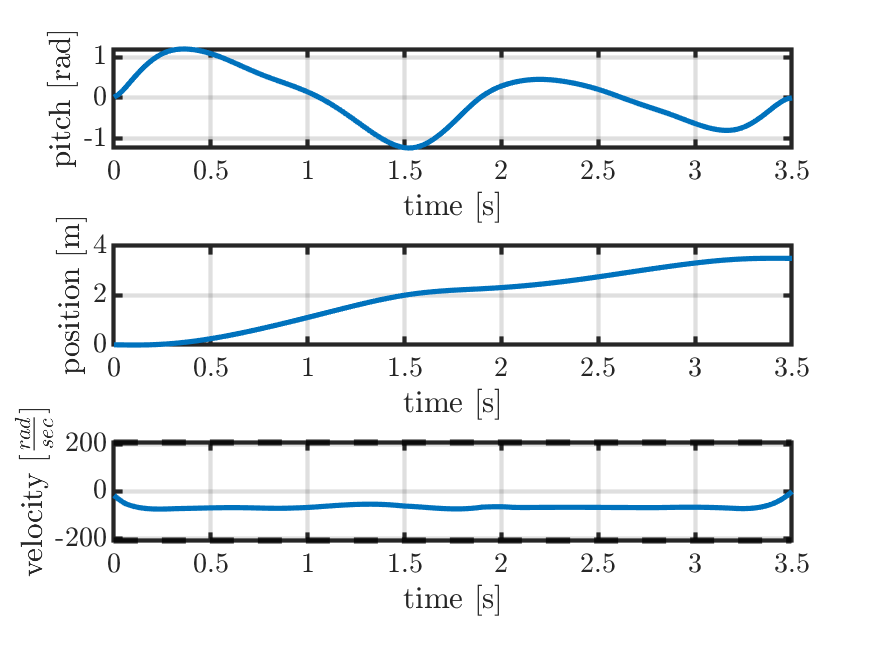 pitch [rad]
1
0
-1
0 0.5 1 1.5 2 2.5 3 3.5
time [s]
position [m]
4
2
0
0 0.5 1 1.5 2 2.5 3 3.5
time [s]
velocity [rad/sec]
200
0
-200
0 0.5 1 1.5 2 2.5 3 3.5
time [s]